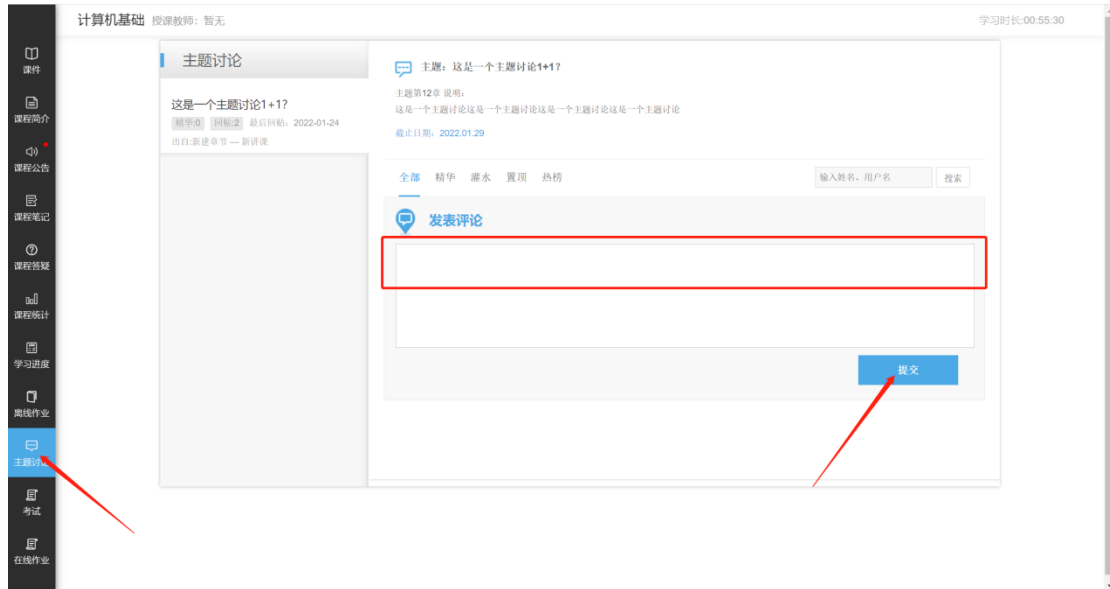 计算机基础 授课教师：暂无
学习时长:00:55:30
课件
课程简介
课程公告
课程笔记
课程答疑
课程统计
学习进度
离线作业
主题讨论
考试
在线作业
主题讨论
这是一个主题讨论1+1?
精华:0 回帖:2 最后回帖：2022-01-24
出自:新建章节 — 新讲课
主题：这是一个主题讨论1+1?
主题第12章 说明：
这是一个主题讨论这是一个主题讨论这是一个主题讨论这是一个主题讨论
截止日期：2022.01.29
全部 精华 灌水 置顶 热榜
输入姓名，用户名 搜索
发表评论
提交